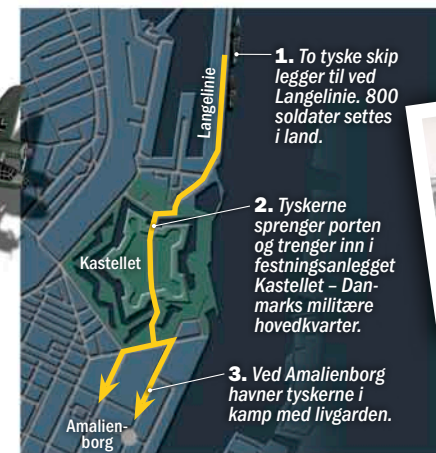 1. To tyske skip
legger til ved
Langelinie. 800
soldater settes
i land.
Langelinie
2. Tyskerne
sprenger porten
og trenger inn i
festningsanlegget
Kastellet – Dan-
marks militære
hovedkvarter.
Kastellet
3. Ved Amalienborg
havner tyskerne i
kamp med livgarden.
Amalien-
borg